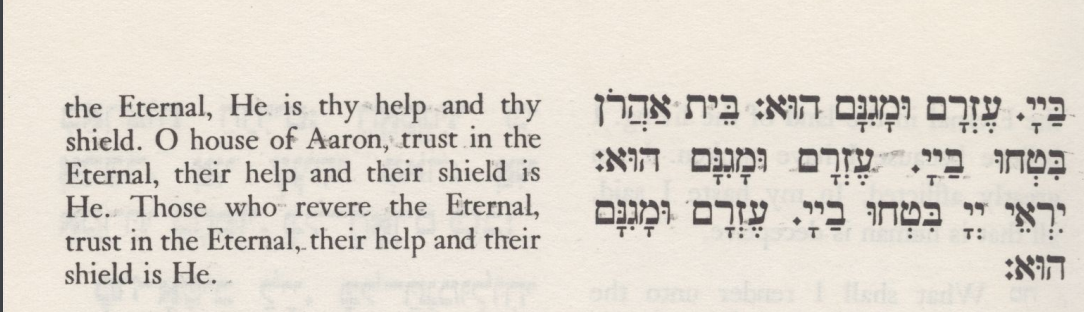 the Eternal, He is thy help and thy
shield. O house of Aaron, trust in the
Eternal, their help and their shield is
He. Those who revere the Eternal,
trust in the Eternal, their help and their
shield is He.
בַּיְיָ. עֶזְרָם וּמָגִנָּם הוּא: בֵּית אַהֲרֹן
בִּטְחוּ בַּיְיָ. עֶזְרָם וּמָגִנָּם הוּא:
יִרְאֵי יְיָ בִּטְחוּ בַּיְיָ. עֶזְרָם וּמָגִנָּם
הוּא: